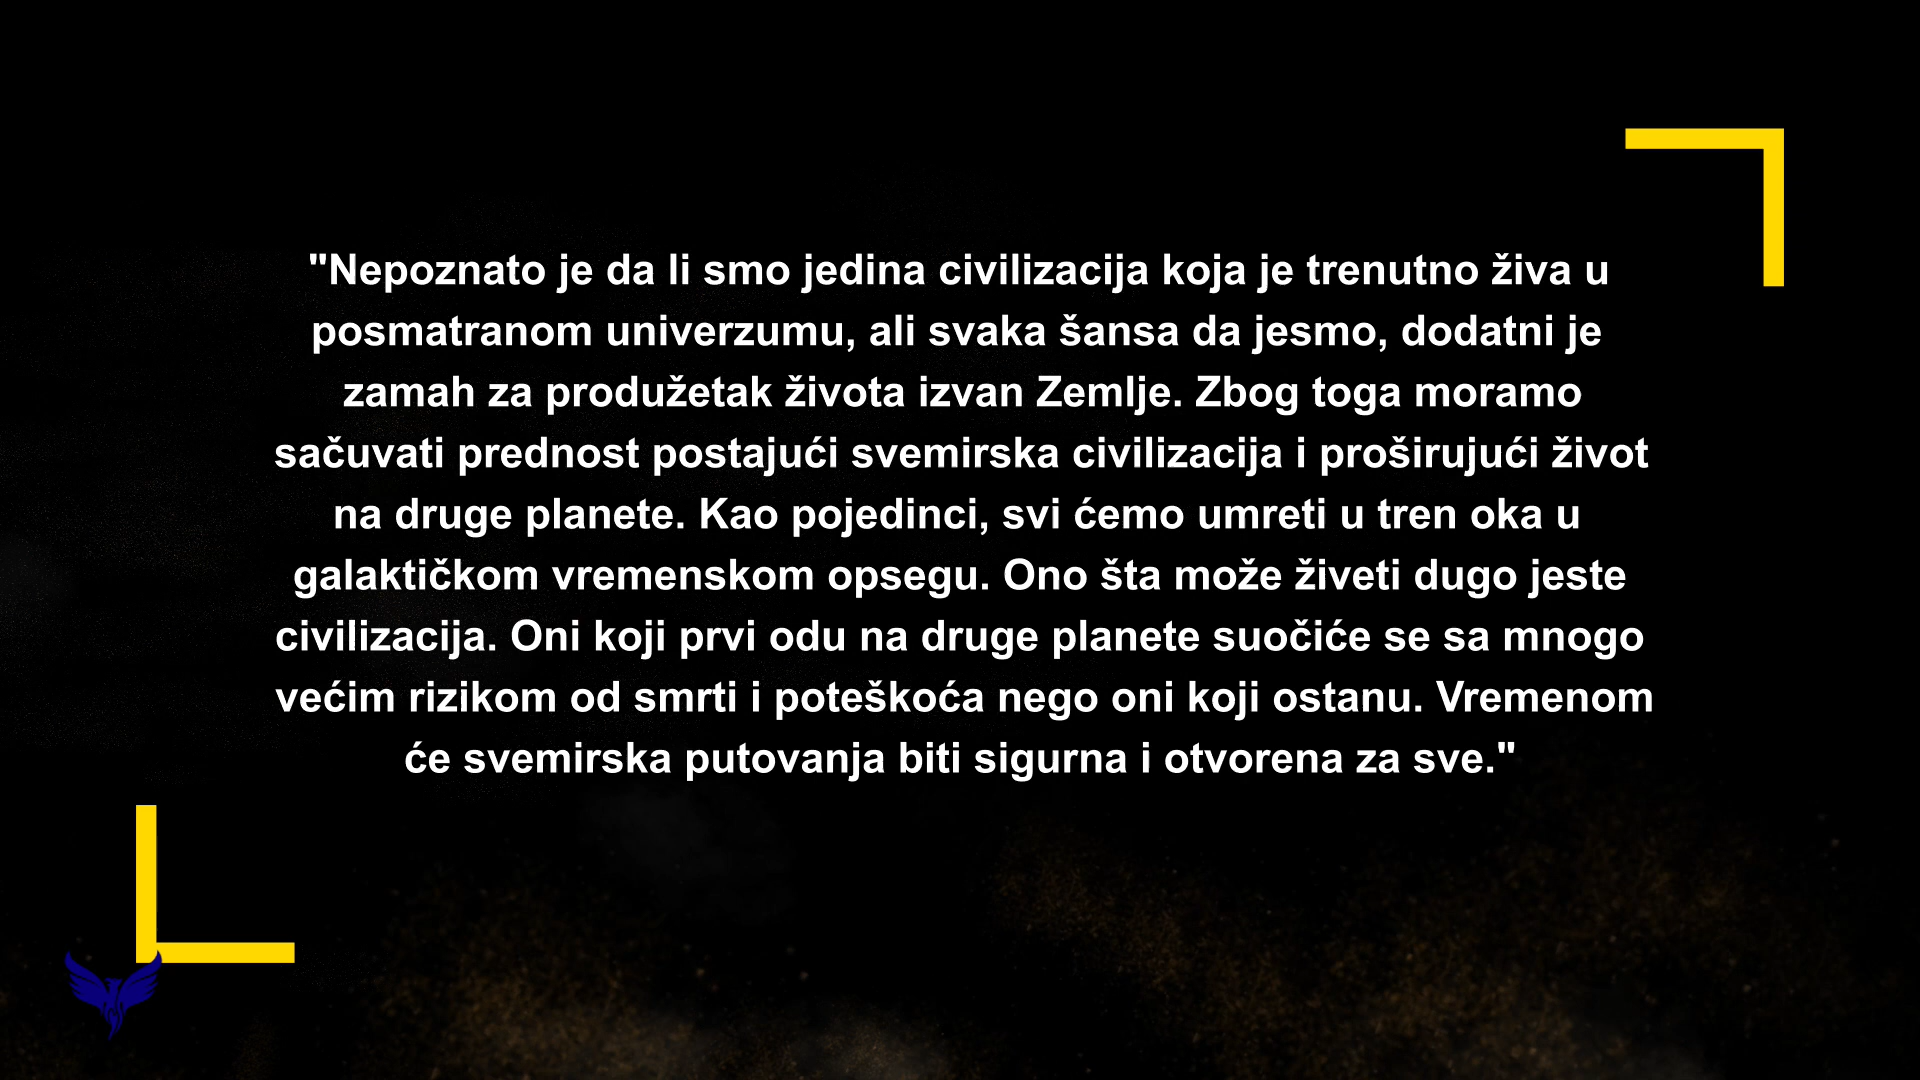 "Nepoznato je da li smo jedina civilizacija koja je trenutno živa u
posmatranom univerzumu, ali svaka šansa da jesmo, dodatni je
zamah za produžetak života izvan Zemlje. Zbog toga moramo
sačuvati prednost postajući svemirska civilizacija i proširujući život
na druge planete. Kao pojedinci, svi ćemo umreti u tren oka u
galaktičkom vremenskom opsegu. Ono šta može živeti dugo jeste
civilizacija. Oni koji prvi odu na druge planete suočiće se sa mnogo
većim rizikom od smrti i poteškoća nego oni koji ostanu. Vremenom
će svemirska putovanja biti sigurna i otvorena za sve."